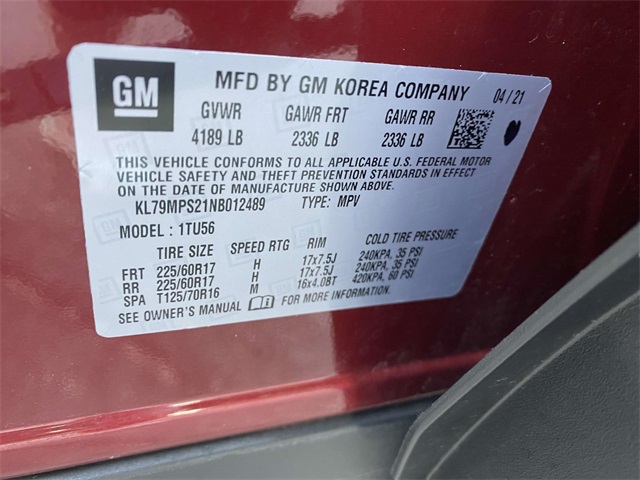 GM
MFD BY GM KOREA COMPANY 04 / 21
GVWR GAWR FRT GAWR RR
4189 LB 2336 LB 2336 LB
THIS VEHICLE CONFORMS TO ALL APPLICABLE U.S. FEDERAL MOTOR
VEHICLE SAFETY AND THEFT PREVENTION STANDARDS IN EFFECT ON
THE DATE OF MANUFACTURE SHOWN ABOVE.
KL79MPS21NB012489 TYPE: MPV
MODEL : 1TU56
TIRE SIZE SPEED RTG RIM COLD TIRE PRESSURE
FRT 225/60R17 H 17x7.5J 240KPA, 35 PSI
RR 225/60R17 H 17x7.5J 240KPA, 35 PSI
SPA T125/70R16 M 16x4.0BT 420KPA, 60 PSI
SEE OWNER'S MANUAL FOR MORE INFORMATION.